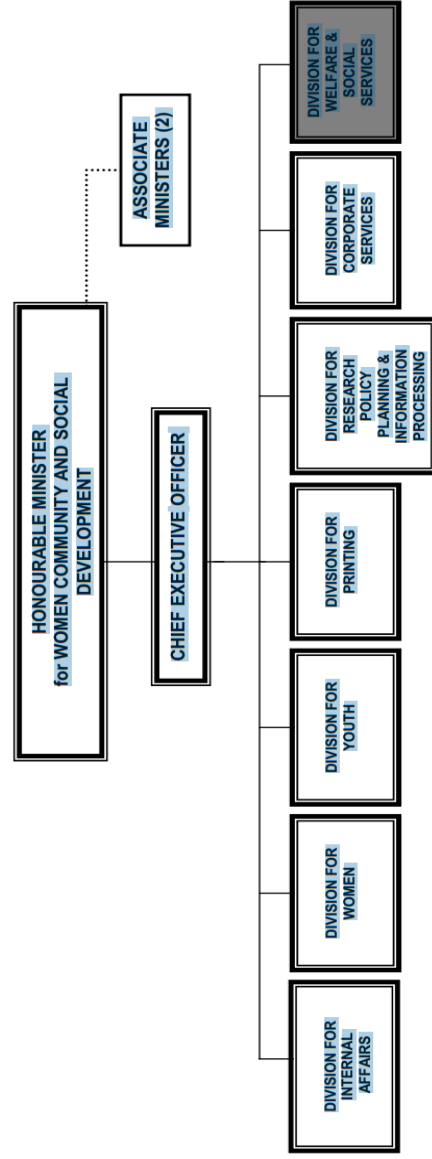 HONOURABLE MINISTER
for WOMEN COMMUNITY AND SOCIAL
DEVELOPMENT
ASSOCIATE
MINISTERS (2)
CHIEF EXECUTIVE OFFICER
DIVISION FOR
INTERNAL
AFFAIRS
DIVISION FOR
WOMEN
DIVISION FOR
YOUTH
DIVISION FOR
PRINTING
DIVISION FOR
RESEARCH
POLICY
PLANNING &
INFORMATION
PROCESSING
DIVISION FOR
CORPORATE
SERVICES
DIVISION FOR
WELFARE &
SOCIAL
SERVICES